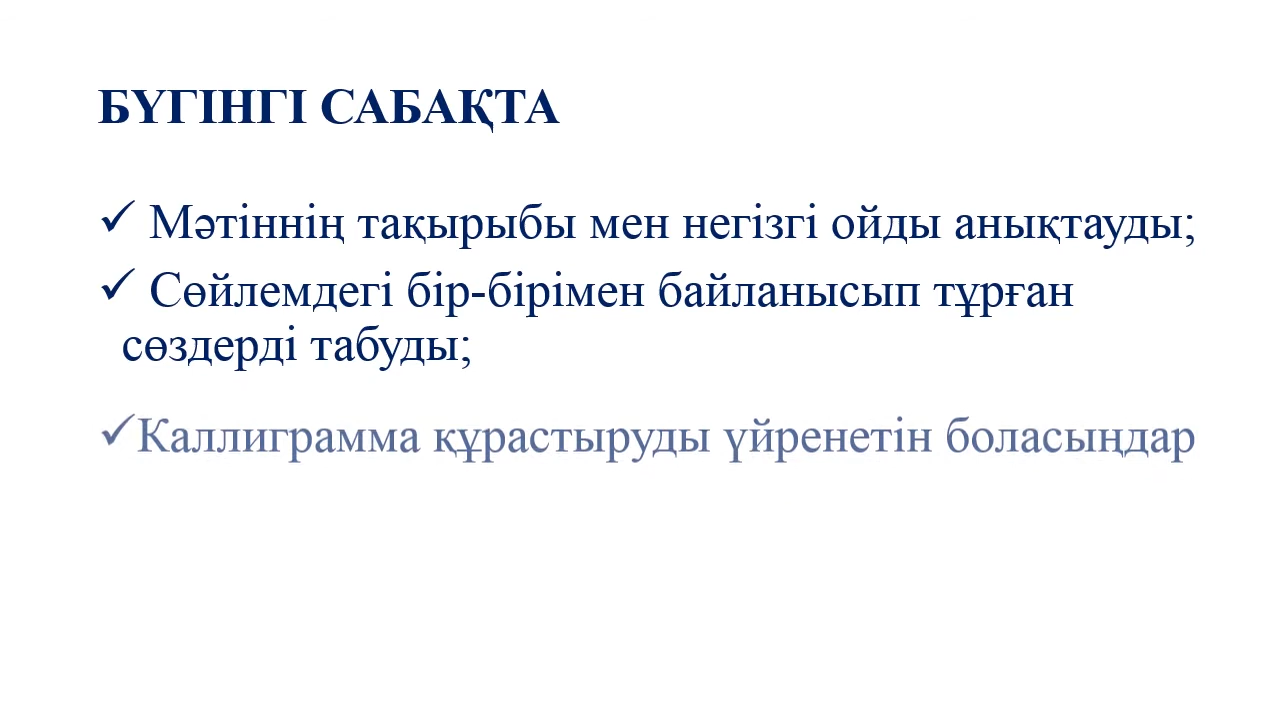 БҮГІНГІ САБАҚТА
✓ Мәтіннің тақырыбы мен негізгі ойды анықтауды;
✓ Сөйлемдегі бір-бірімен байланысып тұрған
сөздерді табуды;
✓Каллиграмма құрастыруды үйренетін боласыңдар